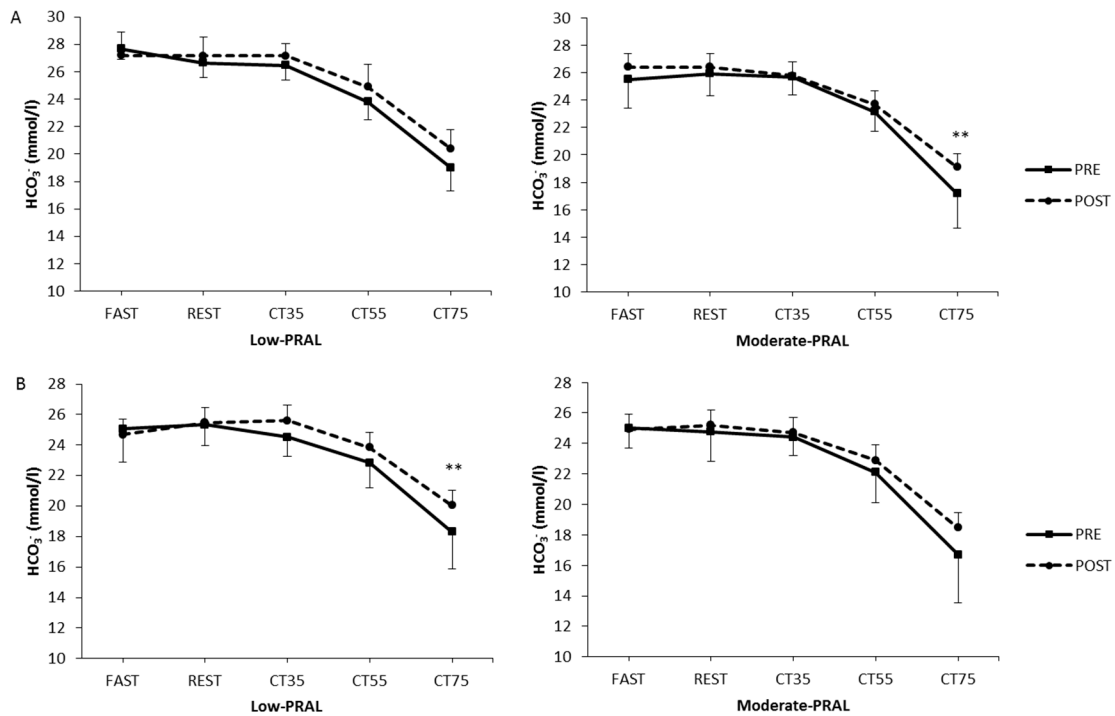 A
HCO₃⁻ (mmol/l)
30
28
26
24
22
20
18
16
14
12
10
FAST REST CT35 CT55 CT75
Low-PRAL
HCO₃⁻ (mmol/l)
30
28
26
24
22
20
18
16
14
12
10
**
FAST REST CT35 CT55 CT75
Moderate-PRAL
PRE
POST
B
HCO₃⁻ (mmol/l)
28
26
24
22
20
18
16
14
12
10
**
FAST REST CT35 CT55 CT75
Low-PRAL
HCO₃⁻ (mmol/l)
28
26
24
22
20
18
16
14
12
10
FAST REST CT35 CT55 CT75
Moderate-PRAL
PRE
POST